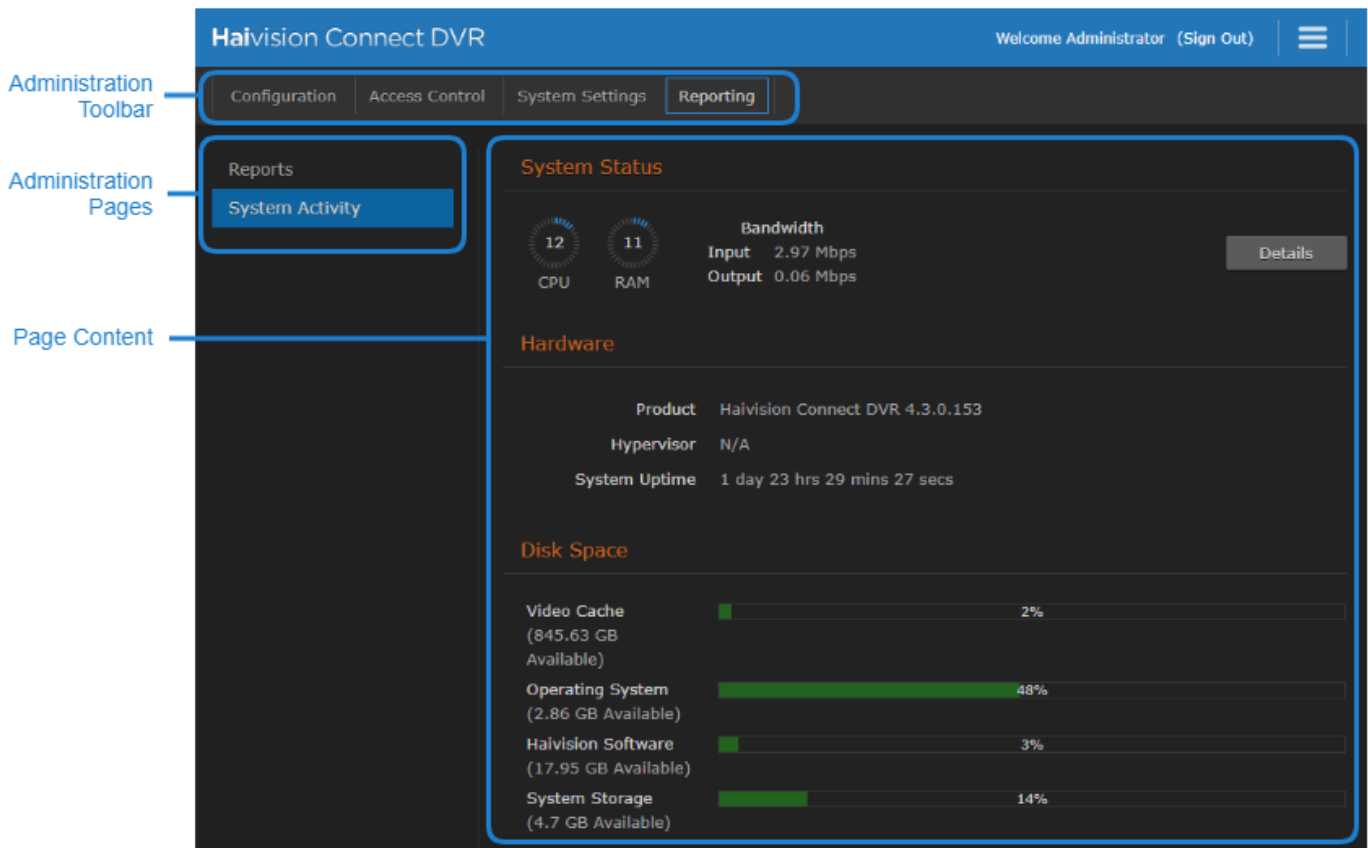 Haivision Connect DVR
Welcome Administrator (Sign Out)
Administration
Toolbar
Configuration
Access Control
System Settings
Reporting
Administration
Pages
Reports
System Activity
Page Content
System Status
12
CPU
11
RAM
Bandwidth
Input 2.97 Mbps
Output 0.06 Mbps
Details
Hardware
Product Haivision Connect DVR 4.3.0.153
Hypervisor N/A
System Uptime 1 day 23 hrs 29 mins 27 secs
Disk Space
Video Cache
(845.63 GB
Available)
2%
Operating System
(2.86 GB Available)
48%
Haivision Software
(17.95 GB Available)
3%
System Storage
(4.7 GB Available)
14%